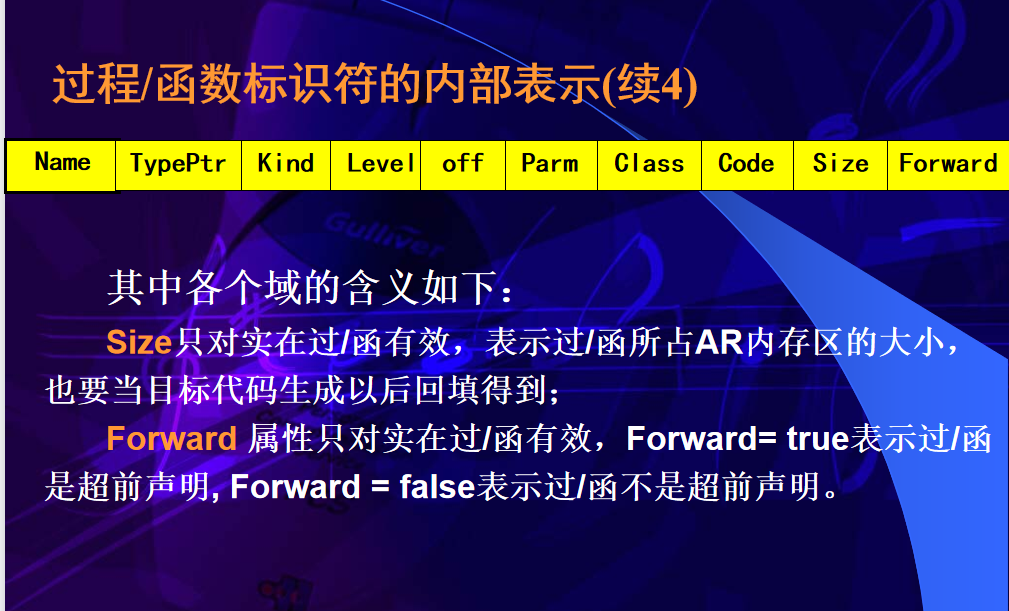 过程/函数标识符的内部表示(续4)
Name TypePtr Kind Level off Parm Class Code Size Forward
Gulliver
其中各个域的含义如下：
Size只对实在过/函有效，表示过/函所占AR内存区的大小，
也要当目标代码生成以后回填得到；
Forward 属性只对实在过/函有效，Forward= true表示过/函
是超前声明, Forward = false表示过/函不是超前声明。